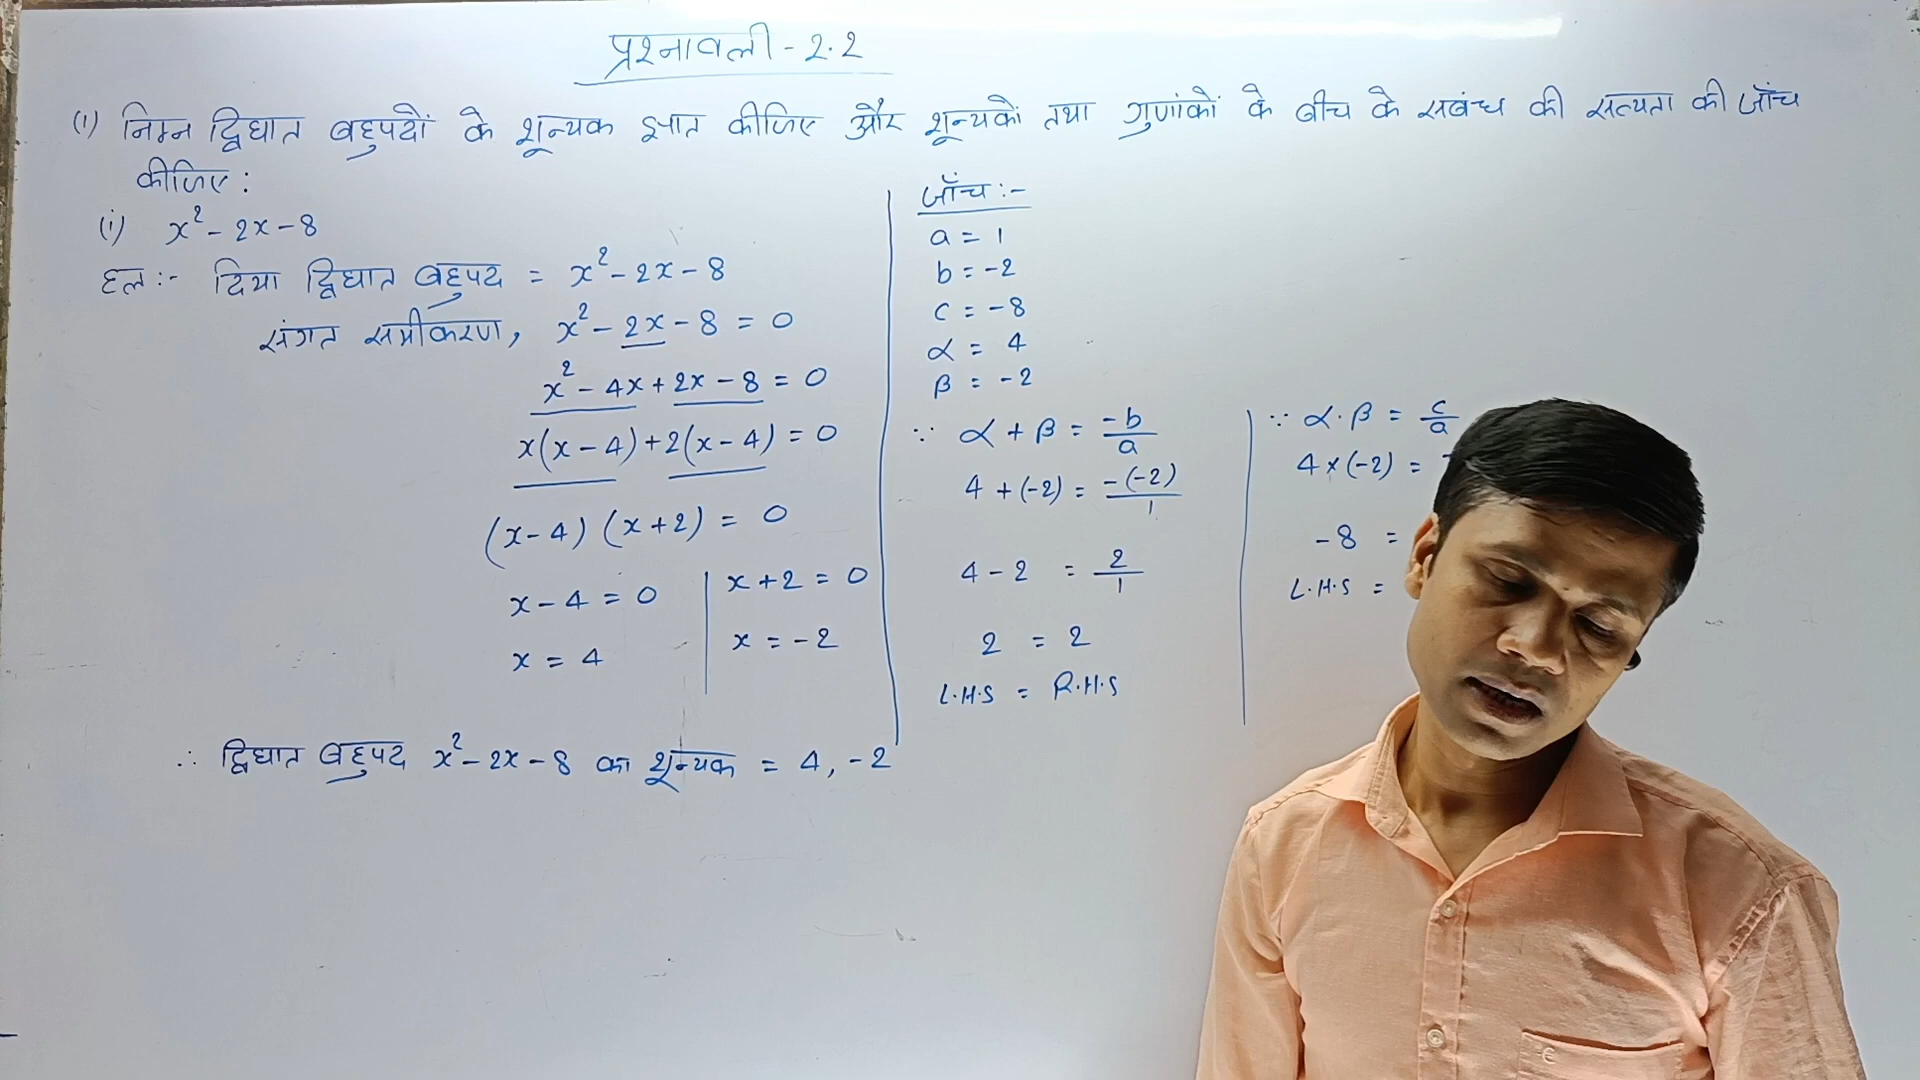 प्रश्नावली - 2.2
(1) निम्न द्विघात बहुपदों के शून्यक ज्ञात कीजिए और शून्यकों तथा गुणांकों के बीच के सबंध की सत्यता की जाँच
कीजिए :
(i) x² - 2x - 8
हल :- दिया द्विघात बहुपद = x² - 2x - 8
संगत समीकरण, x² - 2x - 8 = 0
x² - 4x + 2x - 8 = 0
x(x - 4) + 2(x - 4) = 0
(x - 4) (x + 2) = 0
x - 4 = 0
x = 4
x + 2 = 0
x = -2
∴ द्विघात बहुपद x² - 2x - 8 का शून्यक = 4, -2
जाँच :-
a = 1
b = -2
c = -8
α = 4
β = -2
∵ α + β = -b/a
4 + (-2) = -(-2)/1
4 - 2 = 2/1
2 = 2
L.H.S = R.H.S
∵ α . β = c/a
4 × (-2) =
-8 =
L.H.S =